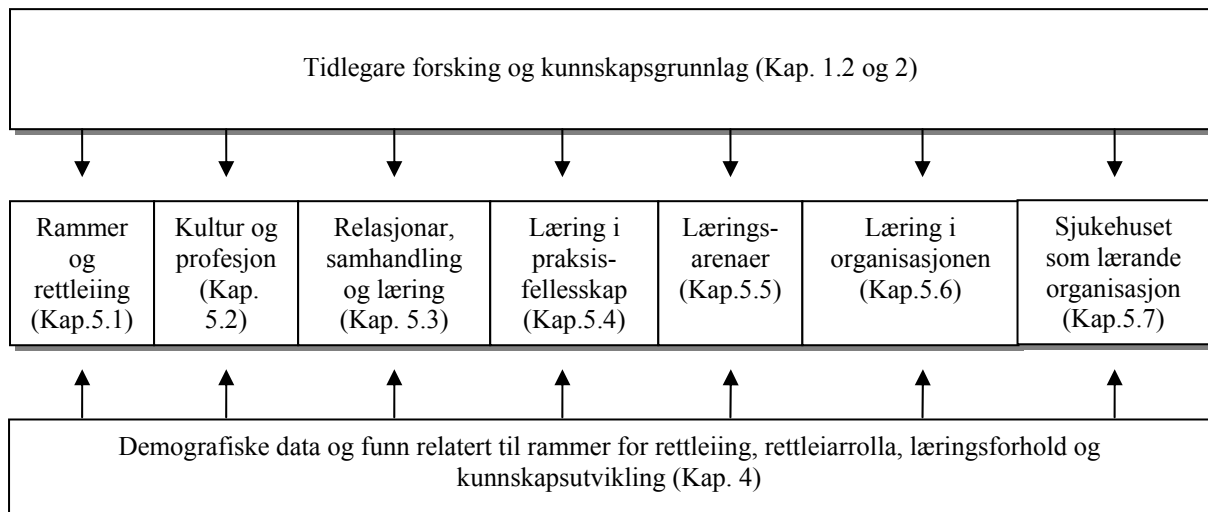 Tidlegare forsking og kunnskapsgrunnlag (Kap. 1.2 og 2)
Rammer
og
rettleiing
(Kap.5.1)
Kultur og
profesjon
(Kap.
5.2)
Relasjonar,
samhandling
og læring
(Kap. 5.3)
Læring i
praksis-
fellesskap
(Kap.5.4)
Lærings-
arenaer
(Kap.5.5)
Læring i
organisasjonen
(Kap.5.6)
Sjukehuset
som lærande
organisasjon
(Kap.5.7)
Demografiske data og funn relatert til rammer for rettleiing, rettleiarrolla, læringsforhold og
kunnskapsutvikling (Kap. 4)